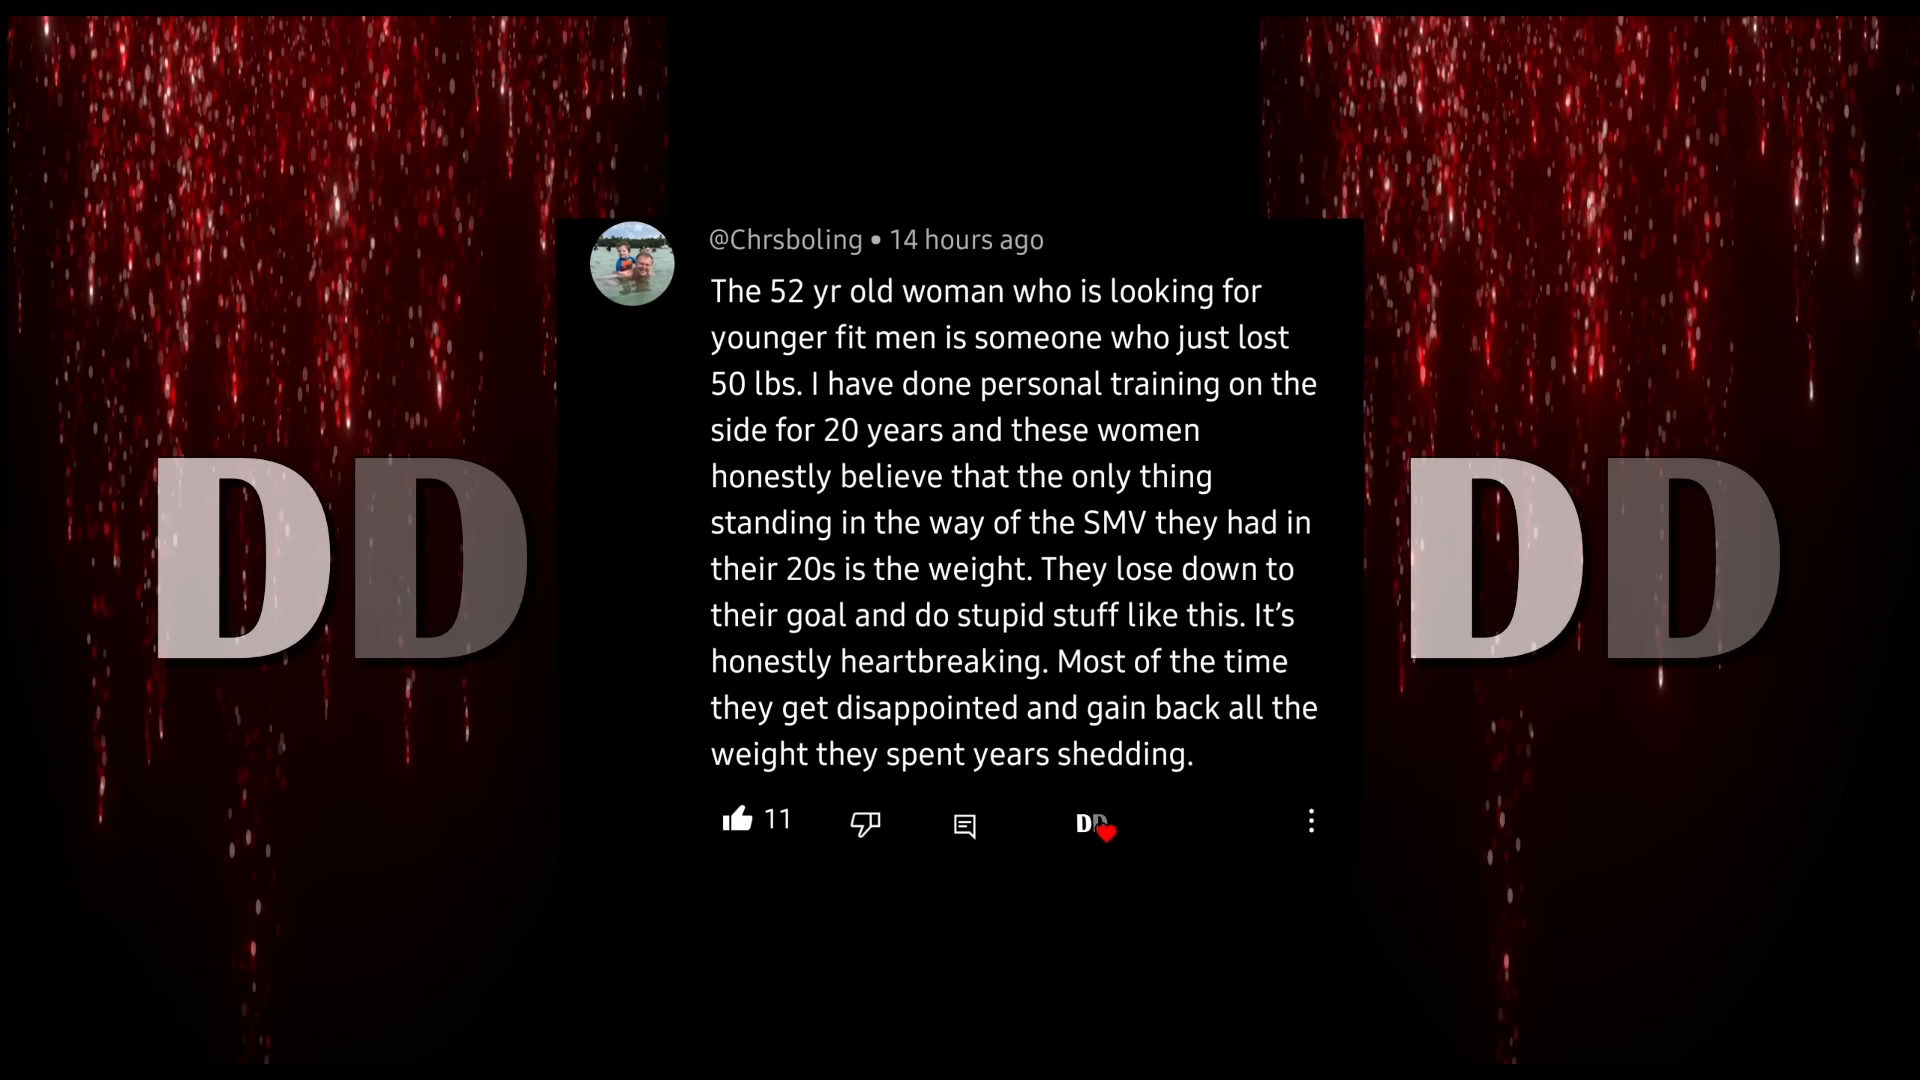 @Chrsboling • 14 hours ago
The 52 yr old woman who is looking for
younger fit men is someone who just lost
50 lbs. I have done personal training on the
side for 20 years and these women
honestly believe that the only thing
standing in the way of the SMV they had in
their 20s is the weight. They lose down to
their goal and do stupid stuff like this. It’s
honestly heartbreaking. Most of the time
they get disappointed and gain back all the
weight they spent years shedding.
11
DD
DD
DD